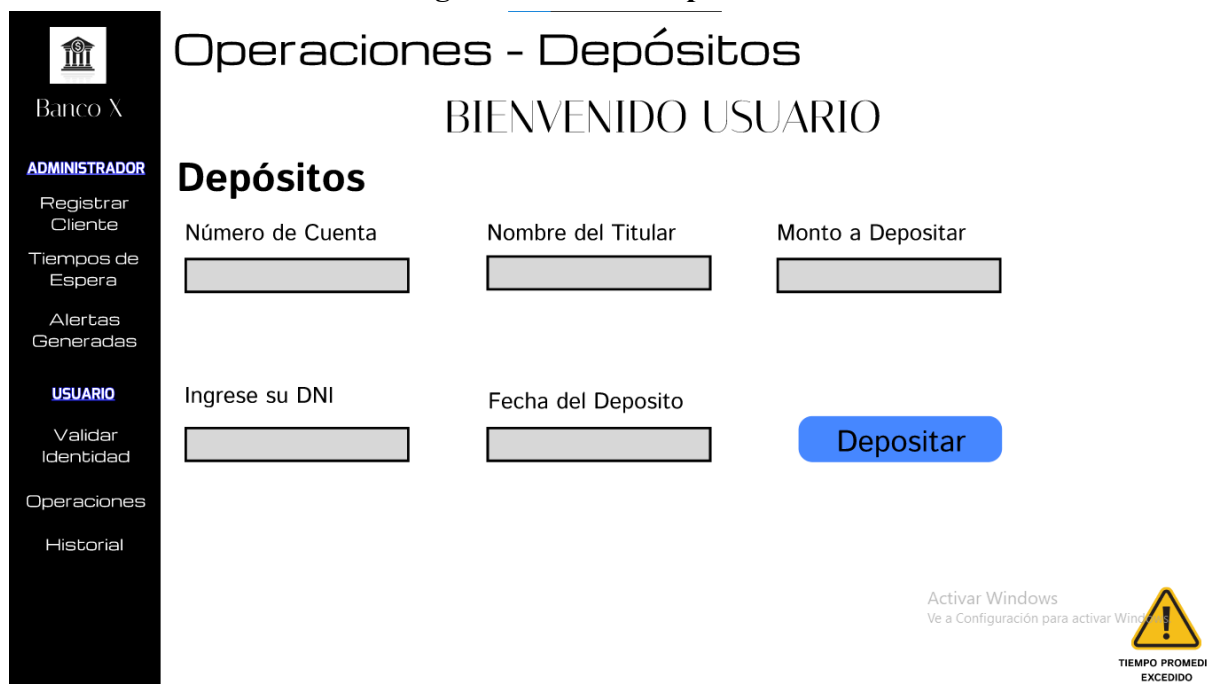 Operaciones - Depósitos
Banco X
BIENVENIDO USUARIO
ADMINISTRADOR
Registrar
Cliente
Tiempos de
Espera
Alertas
Generadas
USUARIO
Validar
Identidad
Operaciones
Historial
Depósitos
Número de Cuenta
Nombre del Titular
Monto a Depositar
Ingrese su DNI
Fecha del Deposito
Depositar
Activar Windows
Ve a Configuración para activar Windows.
TIEMPO PROMEDI
EXCEDIDO